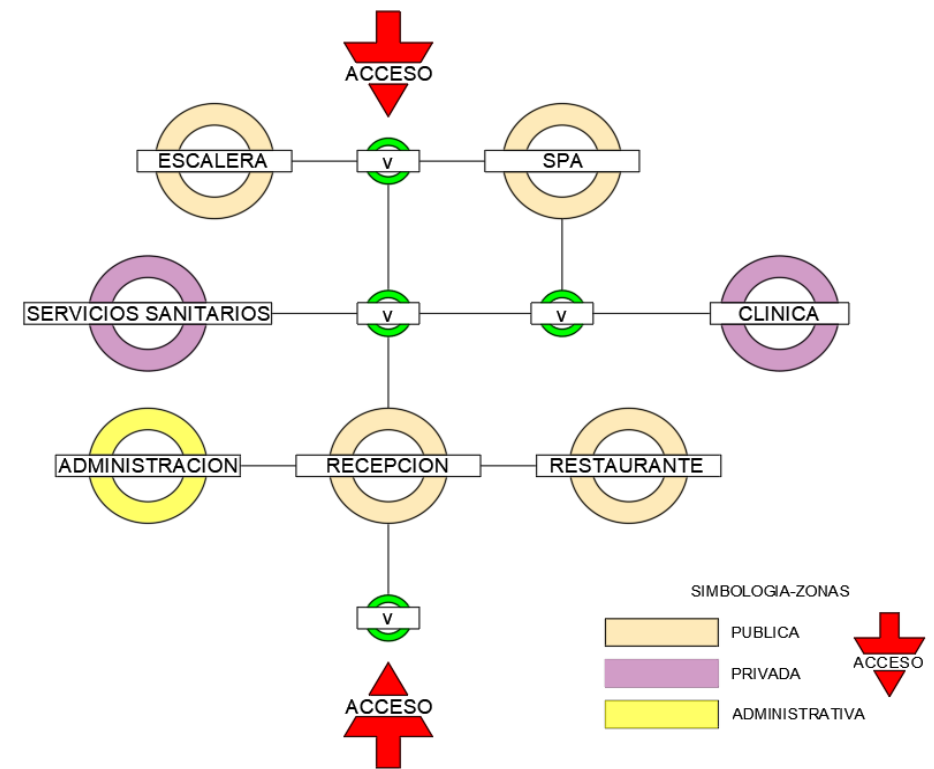 ACCESO
ESCALERA
v
SPA
SERVICIOS SANITARIOS
v
v
CLINICA
ADMINISTRACION
RECEPCION
RESTAURANTE
v
ACCESO
SIMBOLOGIA-ZONAS
PUBLICA
PRIVADA
ADMINISTRATIVA
ACCESO